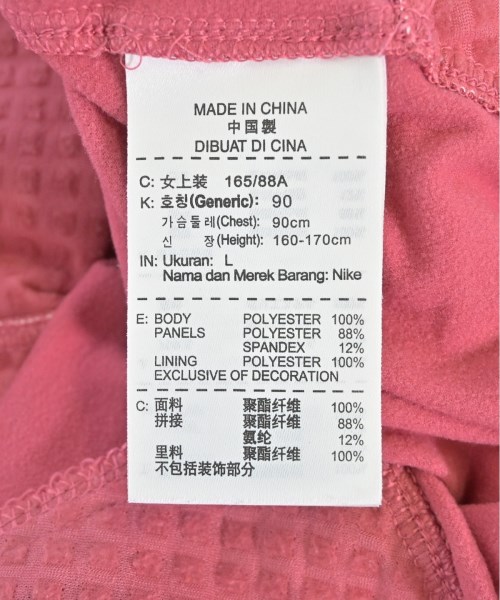 MADE IN CHINA
中国製
DIBUAT DI CINA
C: 女上装 165/88A
K: 호칭(Generic): 90
가슴둘레(Chest): 90cm
신 장(Height): 160-170cm
IN: Ukuran: L
Nama dan Merek Barang: Nike
E: BODY POLYESTER 100%
PANELS POLYESTER 88%
SPANDEX 12%
LINING POLYESTER 100%
EXCLUSIVE OF DECORATION
C: 面料 聚酯纤维 100%
拼接 聚酯纤维 88%
氨纶 12%
里料 聚酯纤维 100%
不包括装饰部分